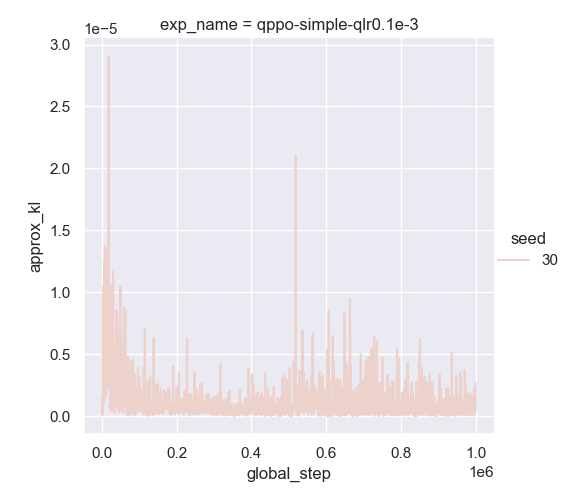 exp_name = qppo-simple-qlr0.1e-3
1e−5
3.0
2.5
2.0
1.5
1.0
0.5
0.0
approx_kl
0.0 0.2 0.4 0.6 0.8 1.0
1e6
global_step
seed
30